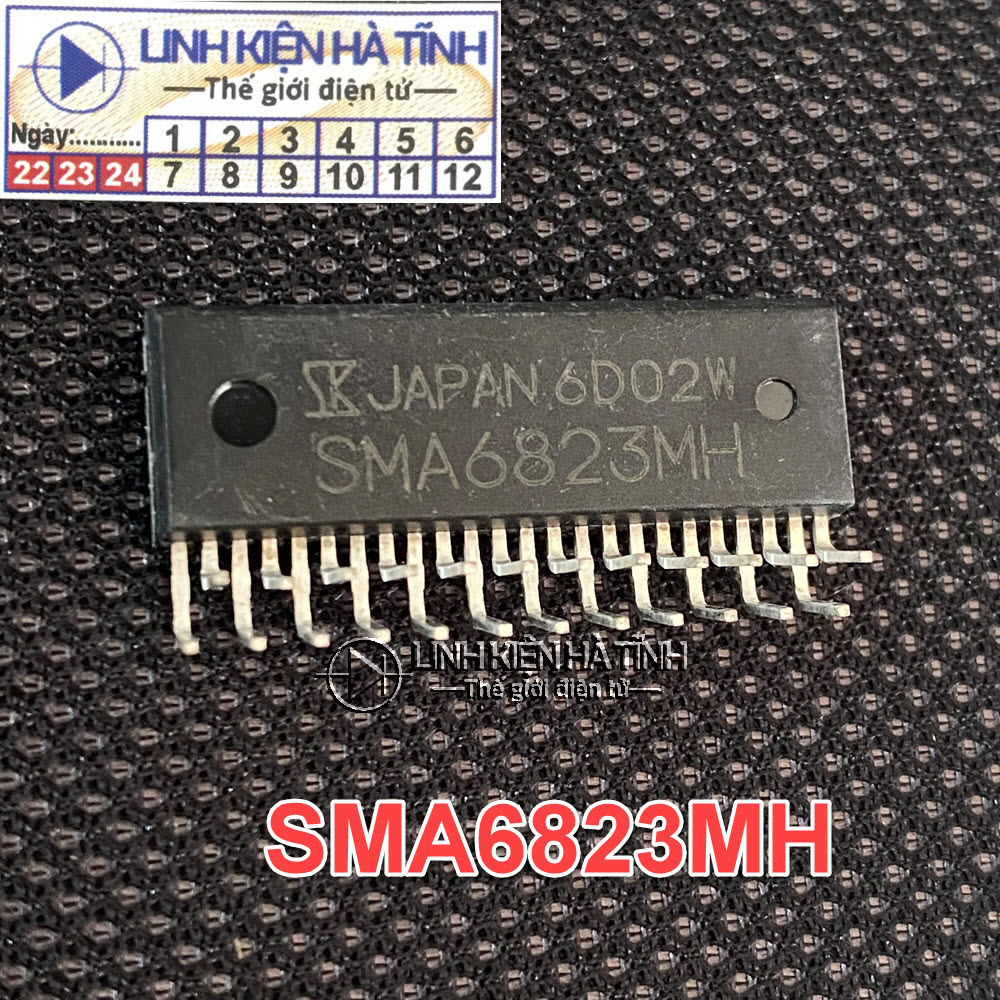 LINH KIỆN HÀ TĨNH
Thế giới điện tử
Ngày:........... 1 2 3 4 5 6
22 23 24 7 8 9 10 11 12
SK JAPAN 6D02W
SMA6823MH
LINH KIỆN HÀ TĨNH
Thế giới điện tử
SMA6823MH